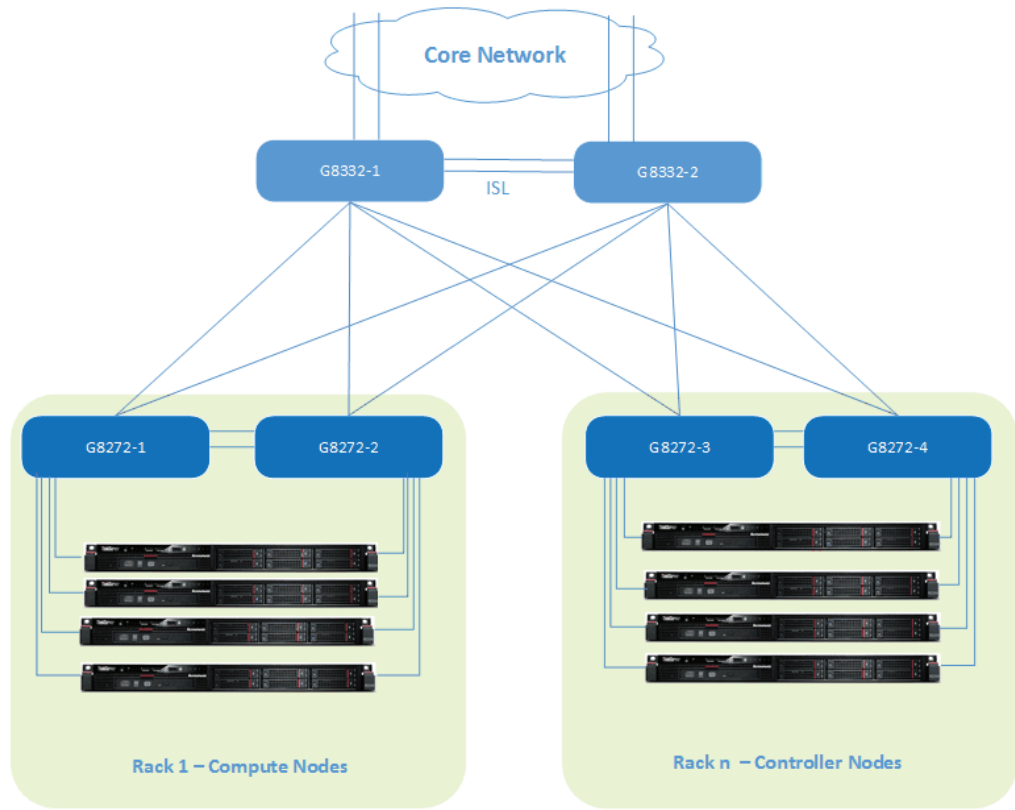 Core Network
G8332-1
G8332-2
ISL
G8272-1
G8272-2
G8272-3
G8272-4
Rack 1 – Compute Nodes
Rack n – Controller Nodes